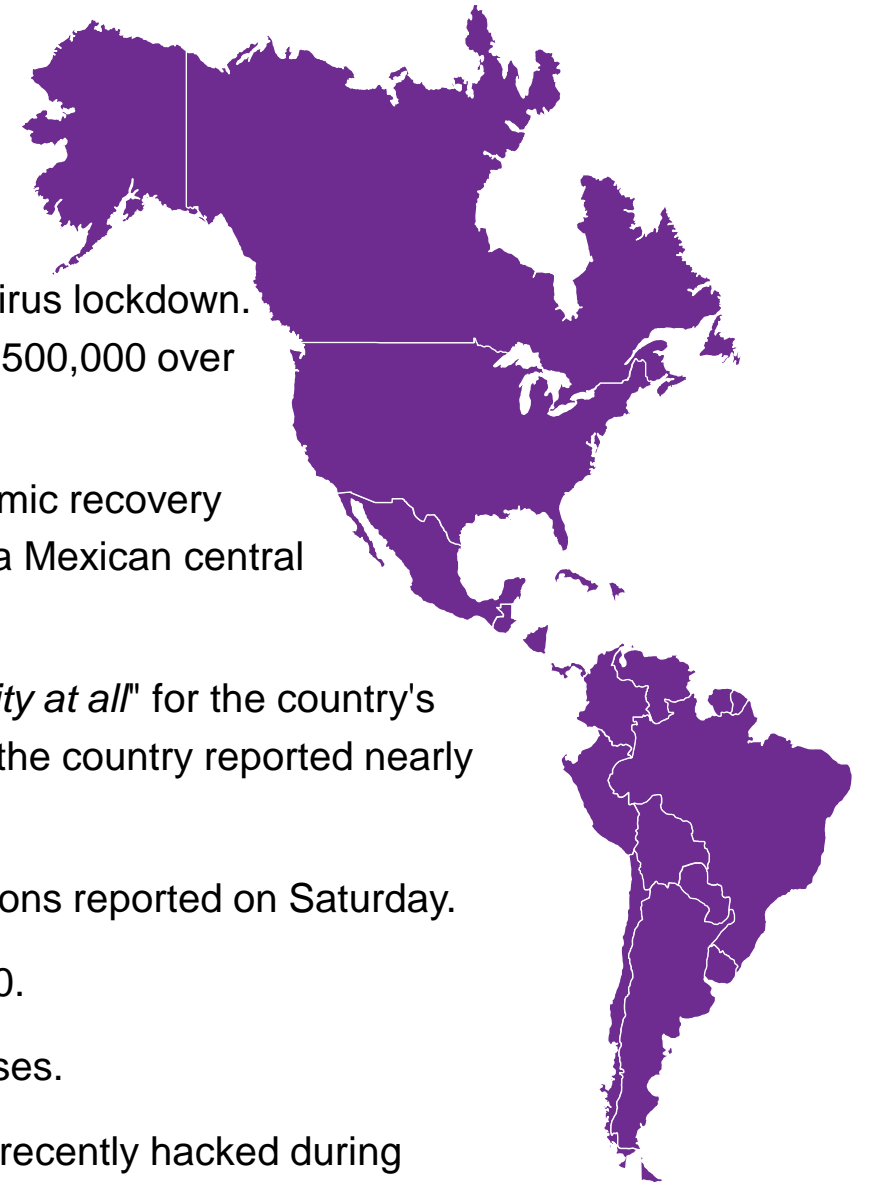 irus lockdown.
500,000 over
mic recovery
a Mexican central
ity at all" for the country's
the country reported nearly
ons reported on Saturday.
0.
ses.
recently hacked during